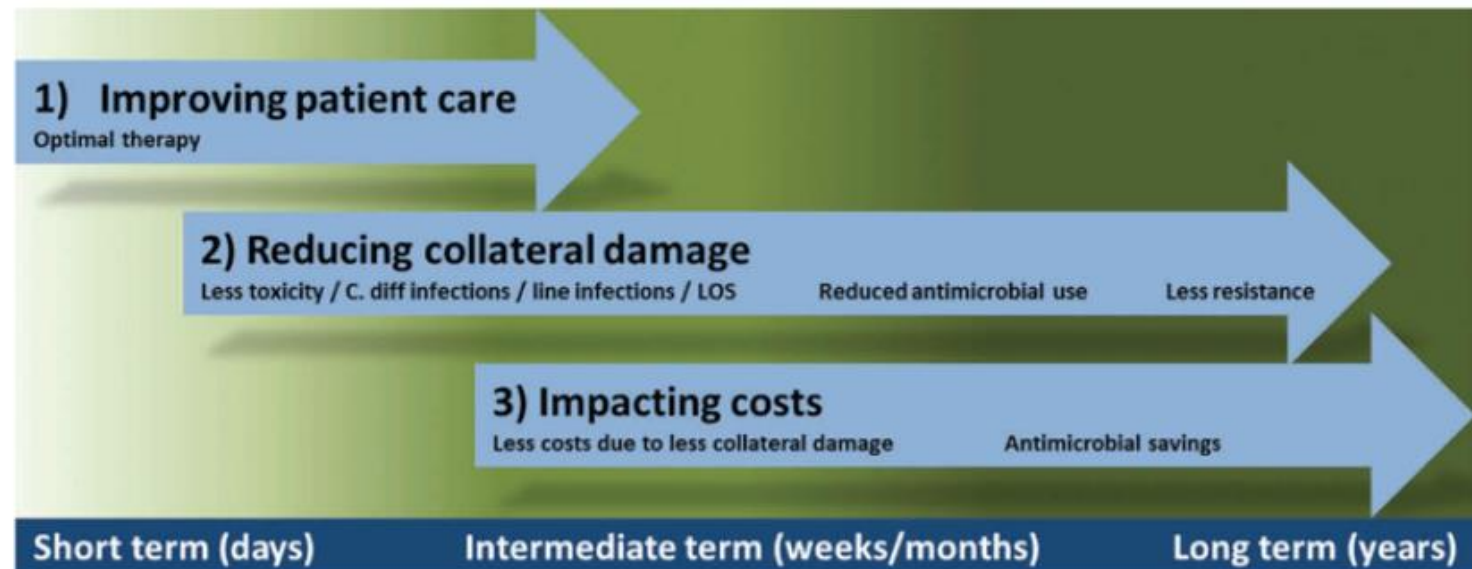 1) Improving patient care
Optimal therapy
2) Reducing collateral damage
Less toxicity / C. diff infections / line infections / LOS Reduced antimicrobial use Less resistance
3) Impacting costs
Less costs due to less collateral damage Antimicrobial savings
Short term (days) Intermediate term (weeks/months) Long term (years)